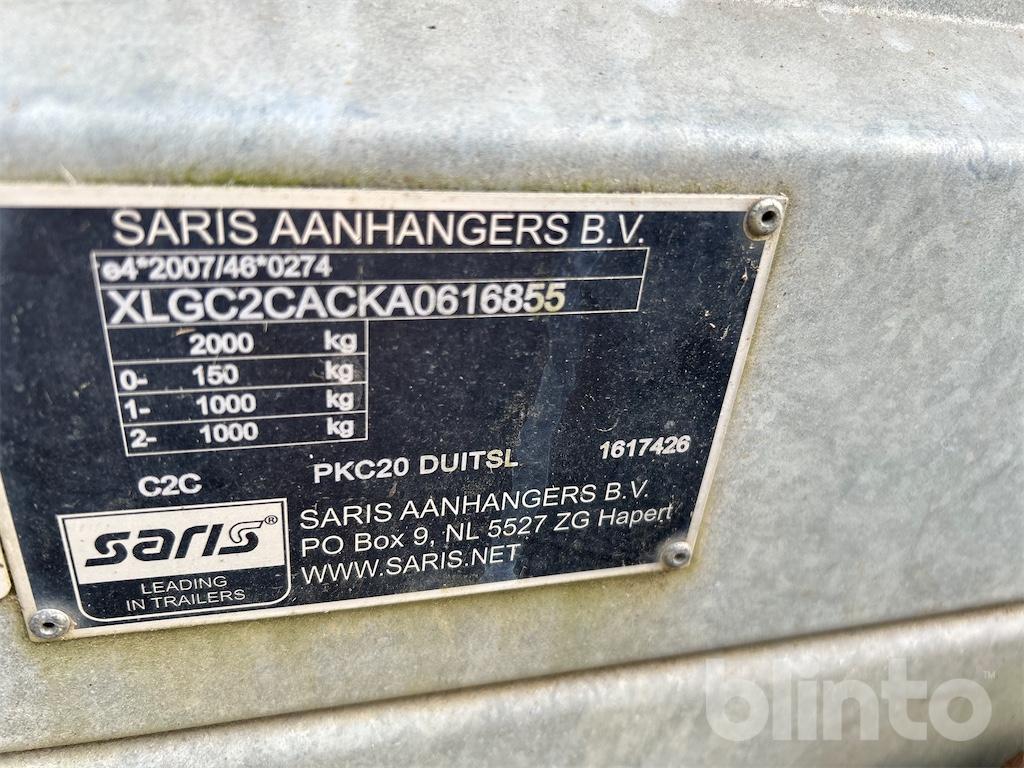 SARIS AANHANGERS B.V.
e4*2007/46*0274
XLGC2CACKA0616855
2000 kg
0- 150 kg
1- 1000 kg
2- 1000 kg
C2C PKC20 DUITSL 1617426
saris®
LEADING
IN TRAILERS
SARIS AANHANGERS B.V.
PO Box 9, NL 5527 ZG Hapert
WWW.SARIS.NET
blinto™